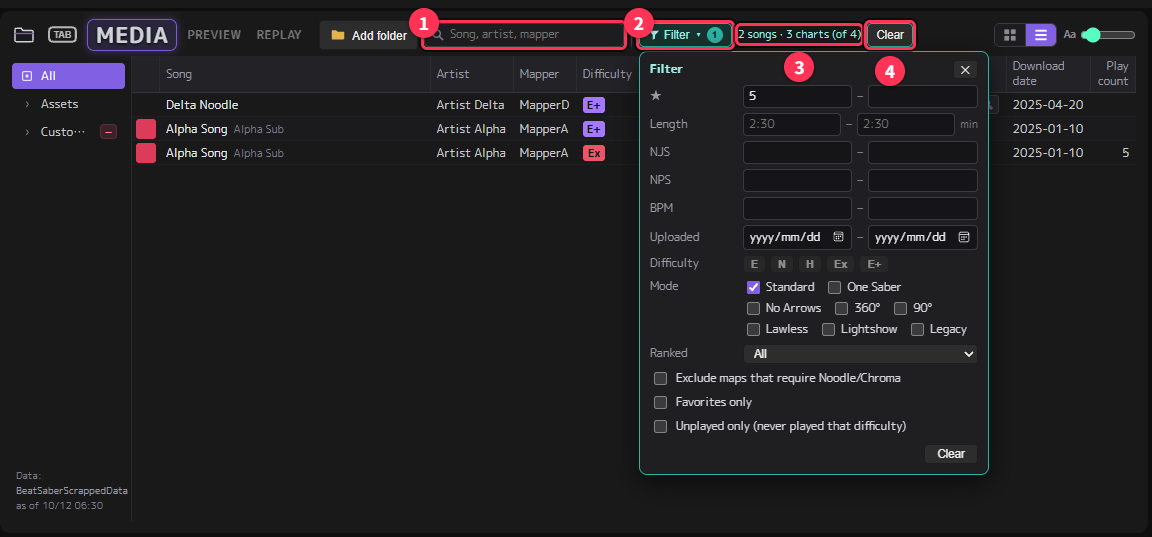 1 2
TAB MEDIA PREVIEW REPLAY Add folder Song, artist, mapper Filter 1 2 songs · 3 charts (of 4) Clear Aa
3 4
All
Assets
Custo···
Song Artist Mapper Difficulty Download date Play count
Delta Noodle Artist Delta MapperD E+ 2025-04-20
Alpha Song Alpha Sub Artist Alpha MapperA E+ 2025-01-10
Alpha Song Alpha Sub Artist Alpha MapperA Ex 2025-01-10 5
Filter
★ 5 –
Length 2:30 – 2:30 min
NJS –
NPS –
BPM –
Uploaded yyyy/mm/dd – yyyy/mm/dd
Difficulty E N H Ex E+
Mode Standard One Saber
No Arrows 360° 90°
Lawless Lightshow Legacy
Ranked All
Exclude maps that require Noodle/Chroma
Favorites only
Unplayed only (never played that difficulty)
Clear
Data:
BeatSaberScrappedData
as of 10/12 06:30